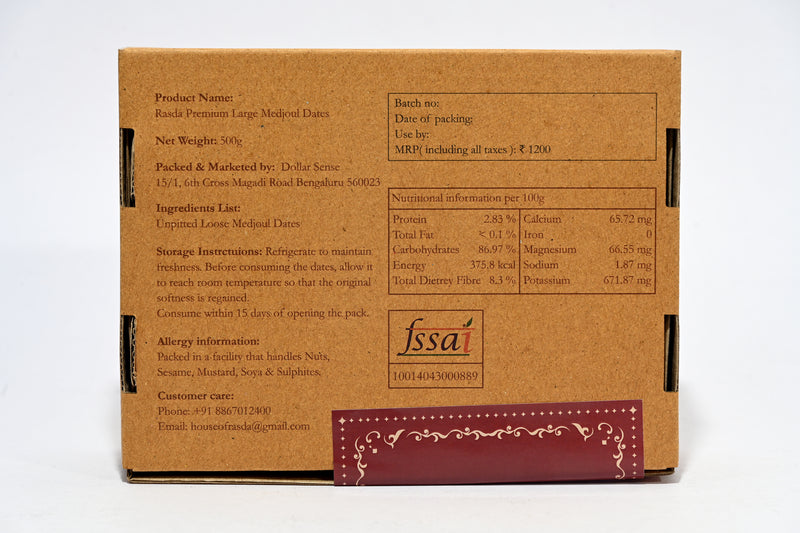 Product Name:
Rasda Premium Large Medjoul Dates
Net Weight: 500g
Packed & Marketed by: Dollar Sense
15/1, 6th Cross Magadi Road Bengaluru 560023
Ingredients List:
Unpitted Loose Medjoul Dates
Storage Instretuions: Refrigerate to maintain
freshness. Before consuming the dates, allow it
to reach room temperature so that the original
softness is regained.
Consume within 15 days of opening the pack.
Allergy information:
Packed in a facility that handles Nuts,
Sesame, Mustard, Soya & Sulphites.
Customer care:
Phone: +91 8867012400
Email: houseofrasda@gmail.com
Batch no:
Date of packing:
Use by:
MRP( including all taxes ): ₹ 1200
Nutritional information per 100g
Protein 2.83 % Calcium 65.72 mg
Total Fat < 0.1 % Iron 0
Carbohydrates 86.97 % Magnesium 66.55 mg
Energy 375.8 kcal Sodium 1.87 mg
Total Dietrey Fibre 8.3 % Potassium 671.87 mg
fssai
10014043000889